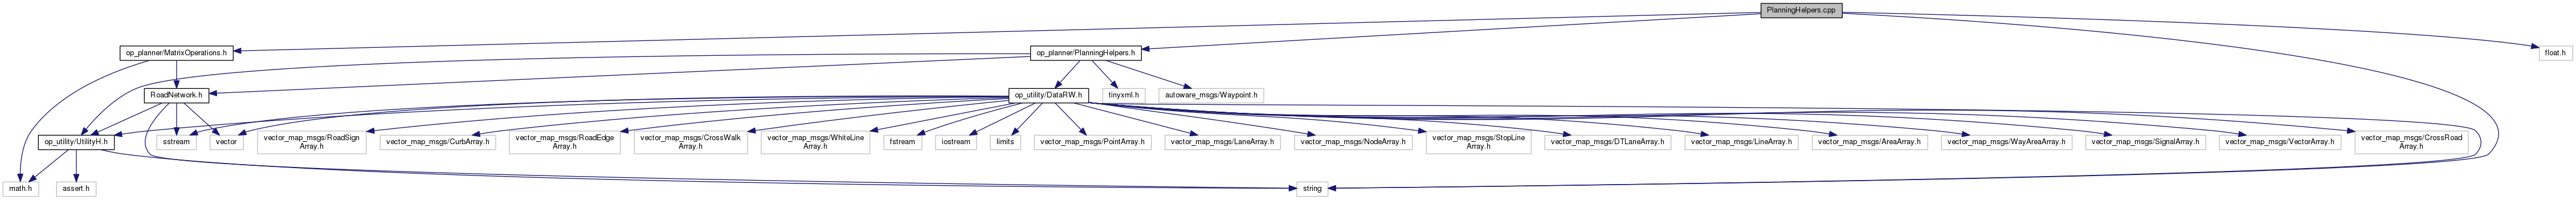 PlanningHelpers.cpp
op_planner/MatrixOperations.h
op_planner/PlanningHelpers.h
float.h
RoadNetwork.h
op_utility/DataRW.h
tinyxml.h
autoware_msgs/Waypoint.h
op_utility/UtilityH.h
sstream
vector
vector_map_msgs/RoadSign
Array.h
vector_map_msgs/CurbArray.h
vector_map_msgs/RoadEdge
Array.h
vector_map_msgs/CrossWalk
Array.h
vector_map_msgs/WhiteLine
Array.h
fstream
iostream
limits
vector_map_msgs/PointArray.h
vector_map_msgs/LaneArray.h
vector_map_msgs/NodeArray.h
vector_map_msgs/StopLine
Array.h
vector_map_msgs/DTLaneArray.h
vector_map_msgs/LineArray.h
vector_map_msgs/AreaArray.h
vector_map_msgs/WayAreaArray.h
vector_map_msgs/SignalArray.h
vector_map_msgs/VectorArray.h
vector_map_msgs/CrossRoad
Array.h
math.h
assert.h
string